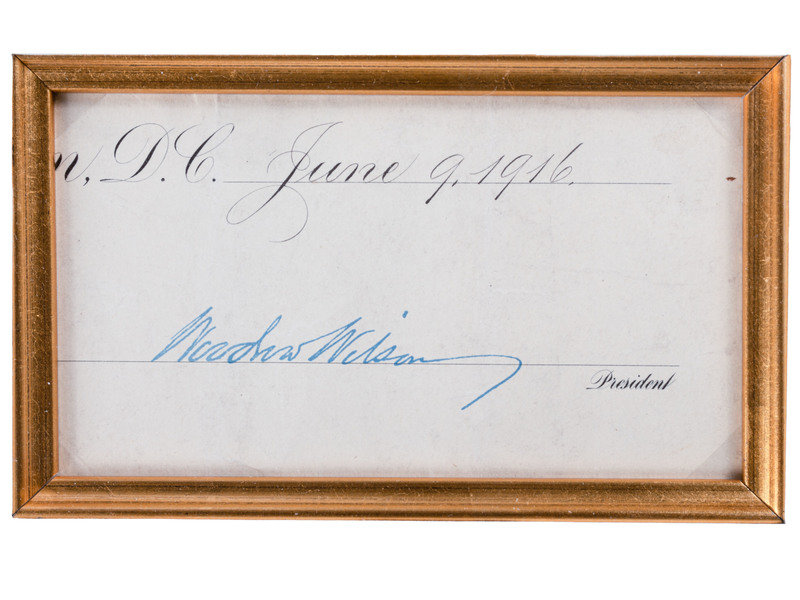 n, D.C. June 9, 1916.
Woodrow Wilson
President